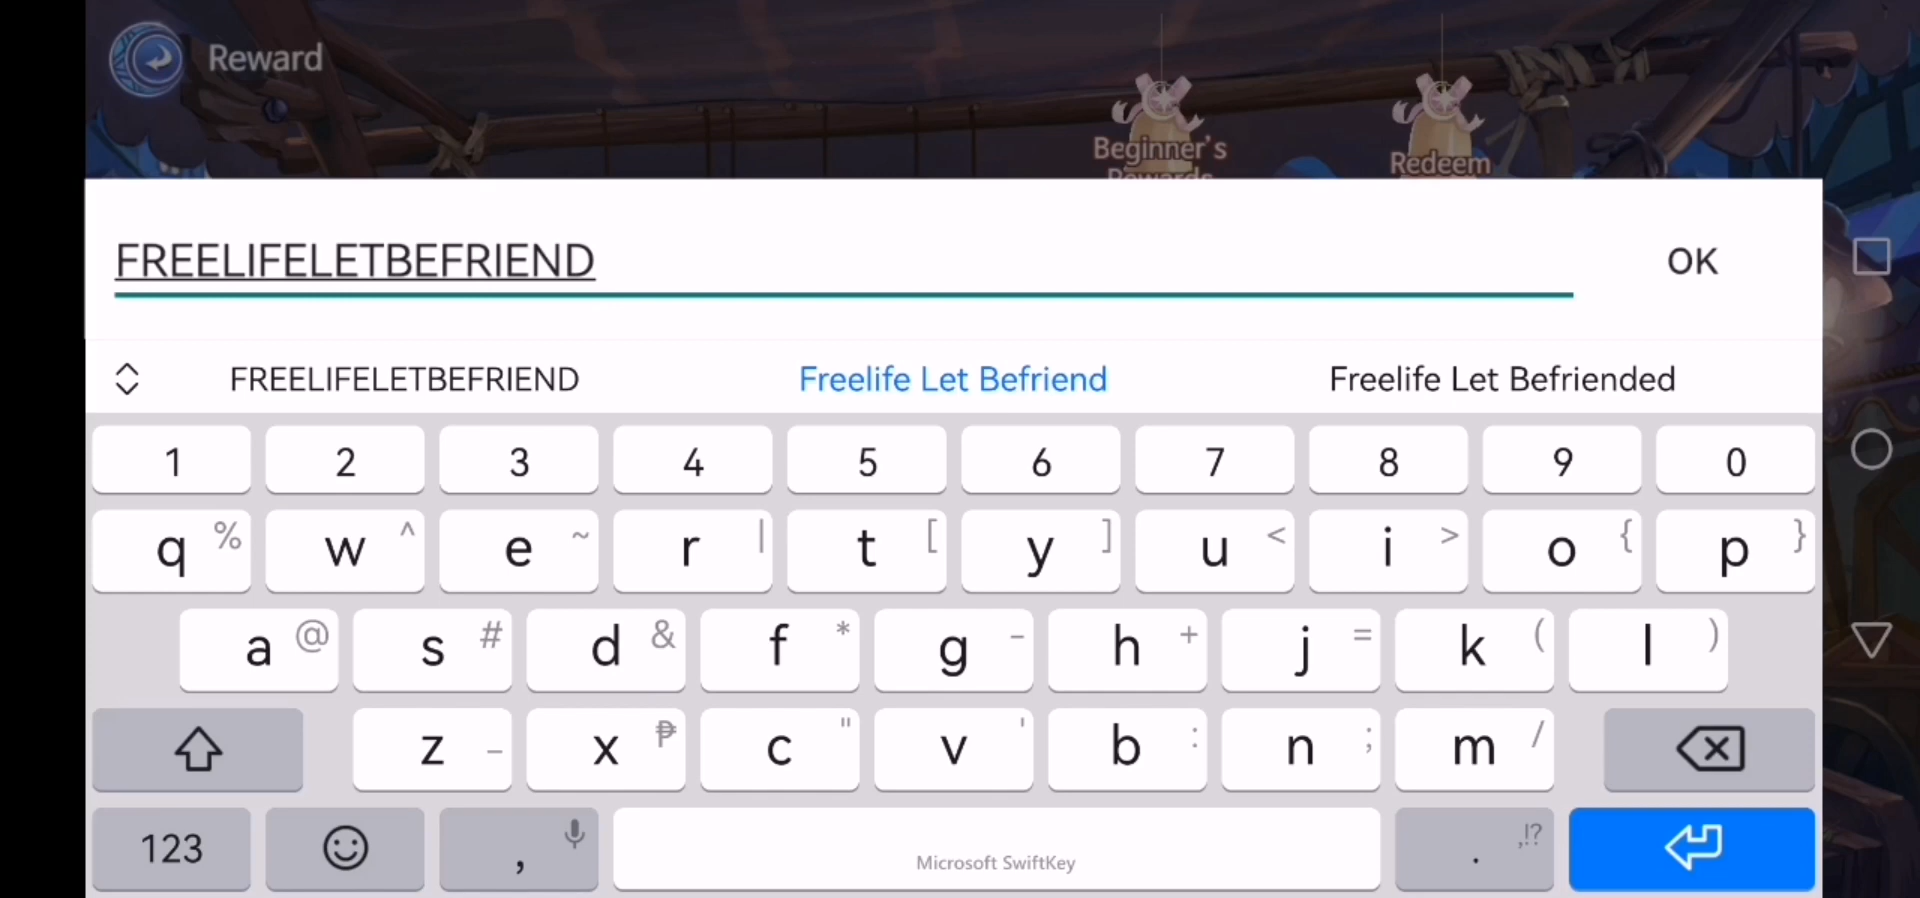 Reward
Beginner's
Rewards
Redeem
FREELIFELETBEFRIEND
OK
FREELIFELETBEFRIEND Freelife Let Befriend Freelife Let Befriended
1 2 3 4 5 6 7 8 9 0
q % w ^ e ~ r | t [ y ] u < i > o { p }
a @ s # d & f * g - h + j = k ( l )
z _ x ₱ c " v ' b : n ; m /
123 , Microsoft SwiftKey . ,!?